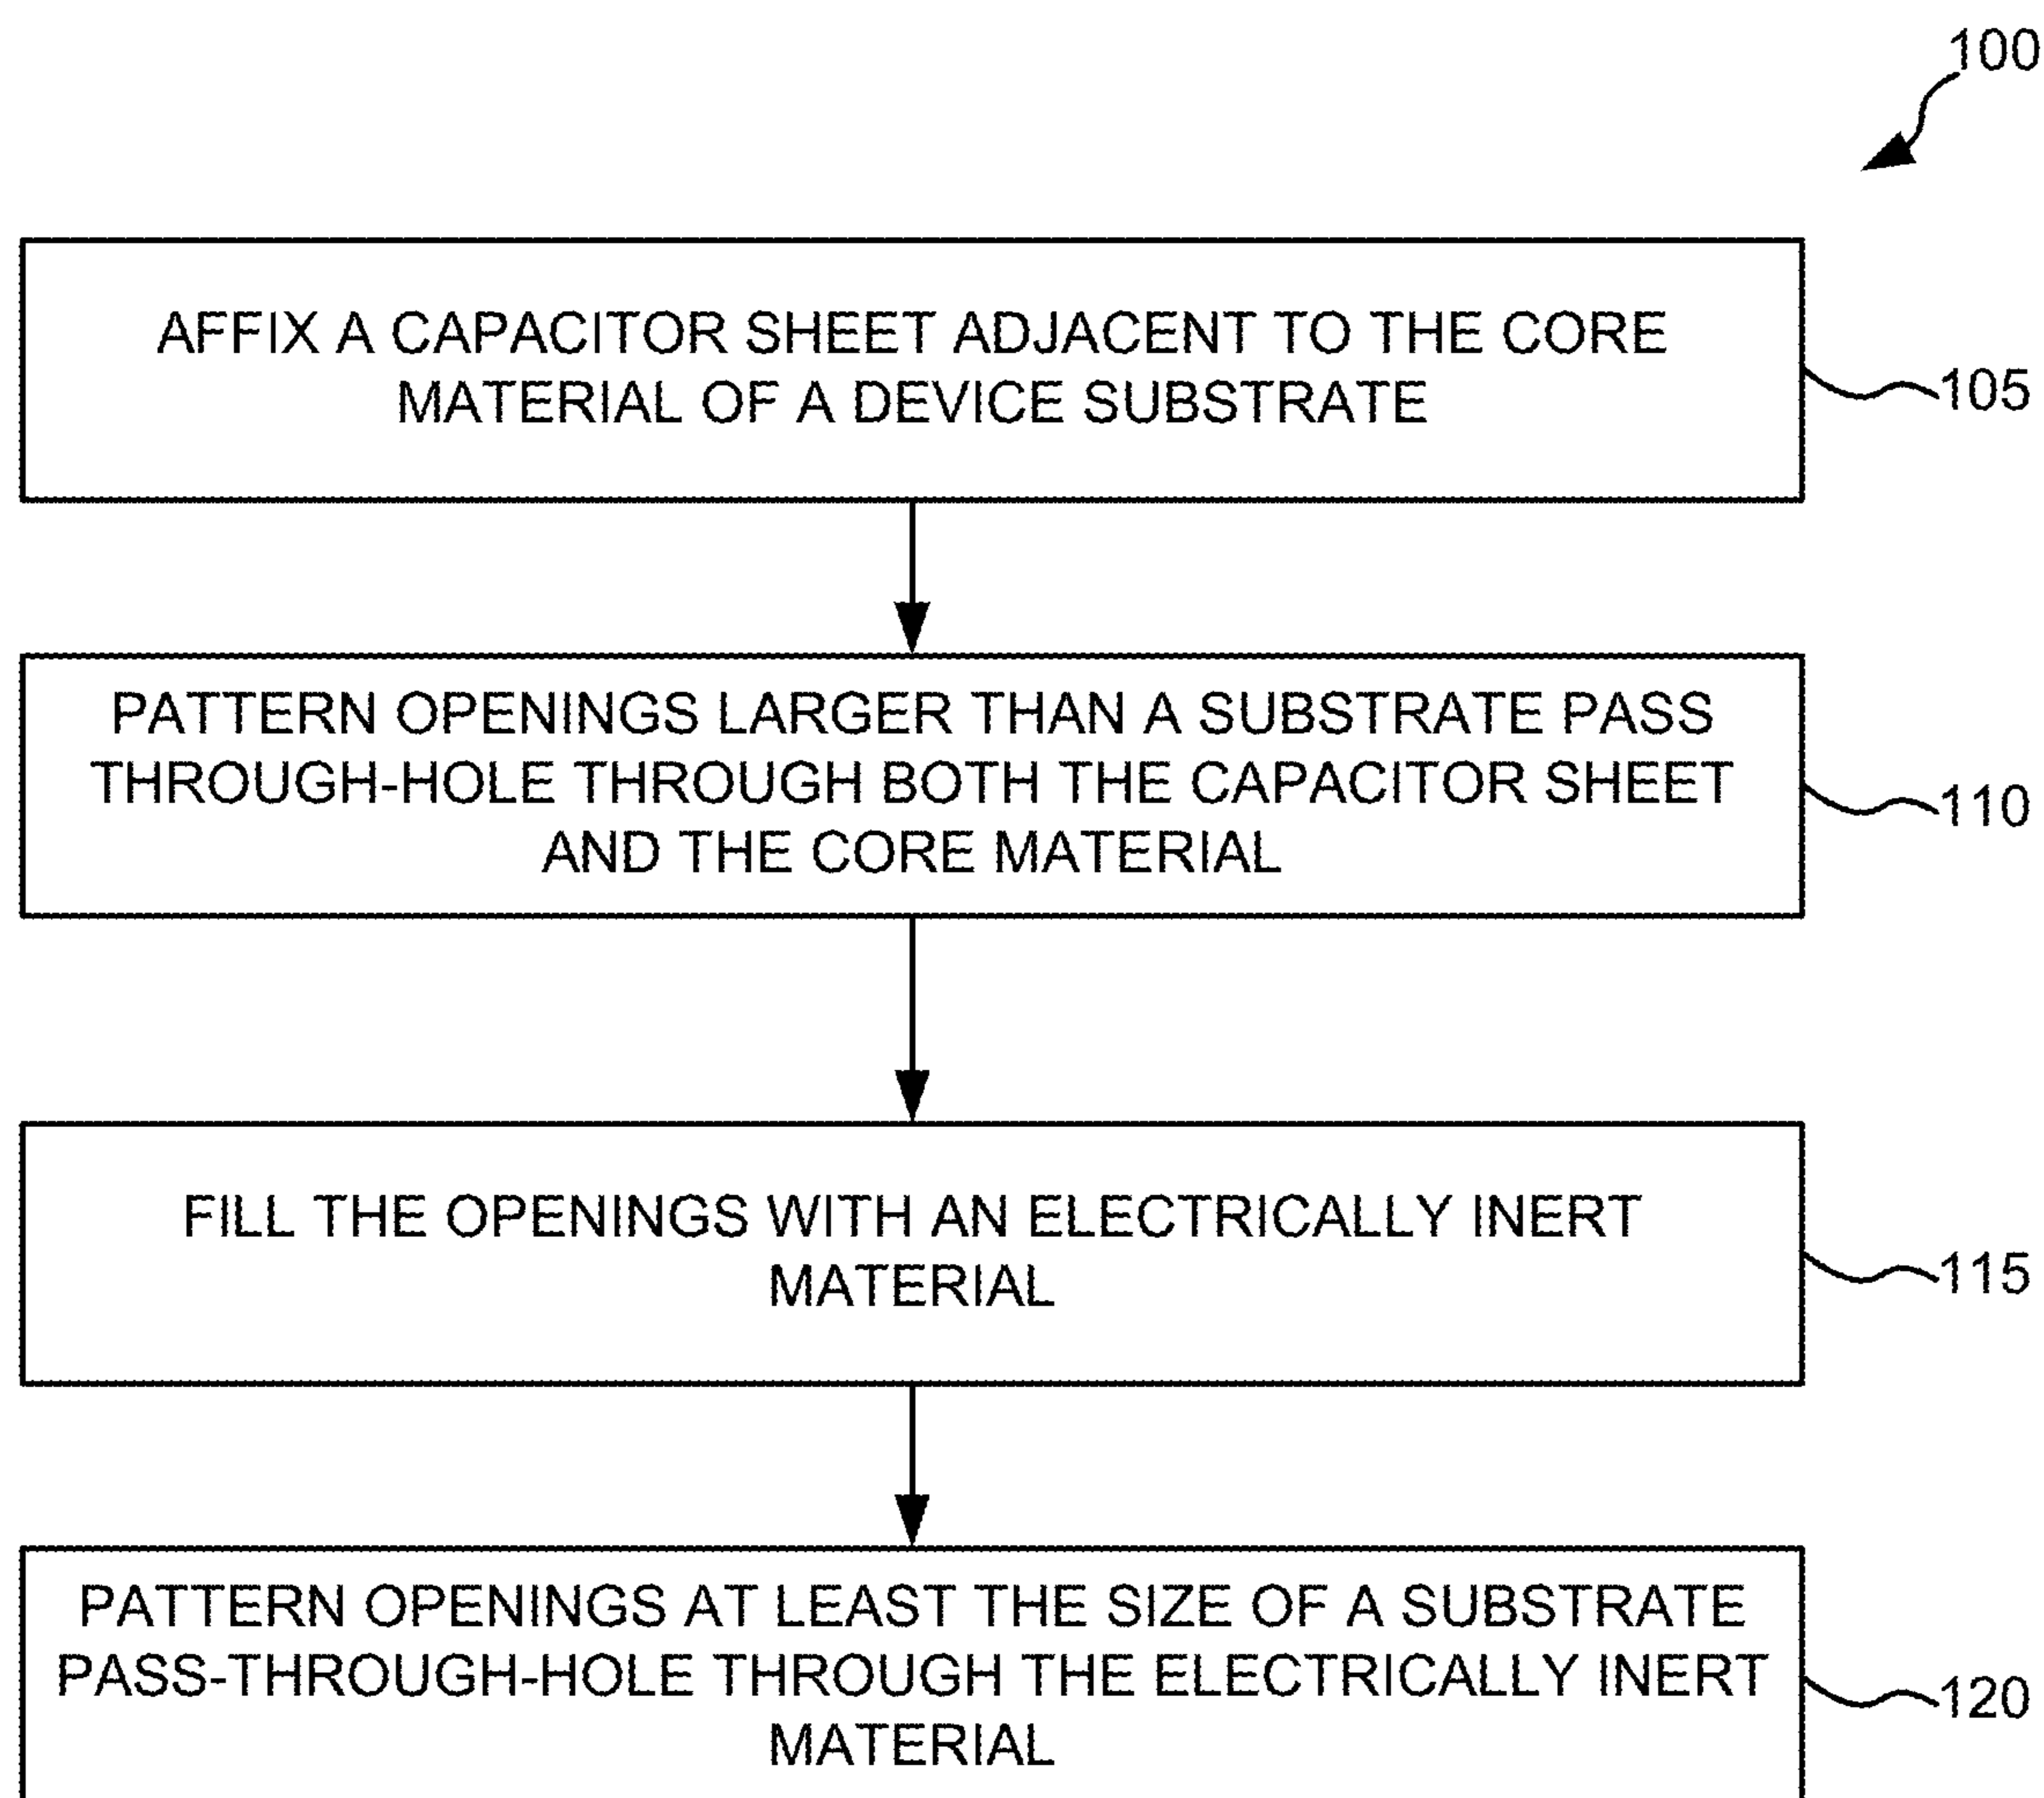 100
AFFIX A CAPACITOR SHEET ADJACENT TO THE CORE
MATERIAL OF A DEVICE SUBSTRATE
105
PATTERN OPENINGS LARGER THAN A SUBSTRATE PASS
THROUGH-HOLE THROUGH BOTH THE CAPACITOR SHEET
AND THE CORE MATERIAL
110
FILL THE OPENINGS WITH AN ELECTRICALLY INERT
MATERIAL
115
PATTERN OPENINGS AT LEAST THE SIZE OF A SUBSTRATE
PASS-THROUGH-HOLE THROUGH THE ELECTRICALLY INERT
MATERIAL
120